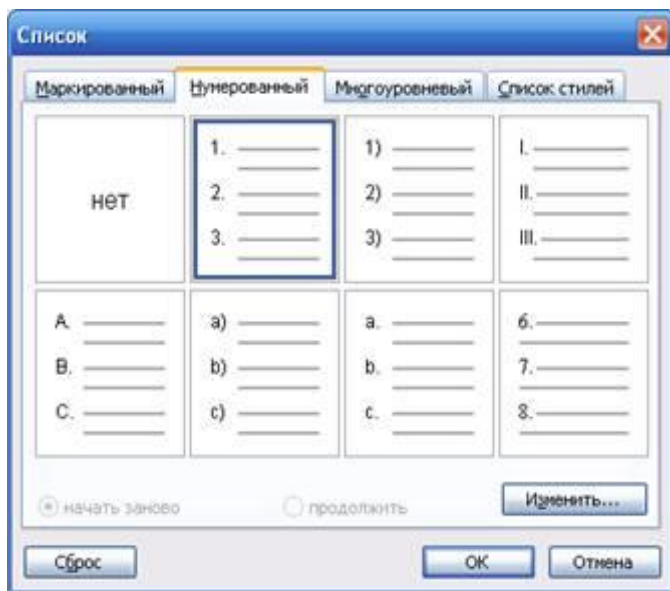 Список
Маркированный Нумерованный Многоуровневый Список стилей
нет
1.
2.
3.
1)
2)
3)
I.
II.
III.
A.
B.
C.
a)
b)
c)
a.
b.
c.
6.
7.
8.
начать заново продолжить Изменить...
Сброс ОК Отмена